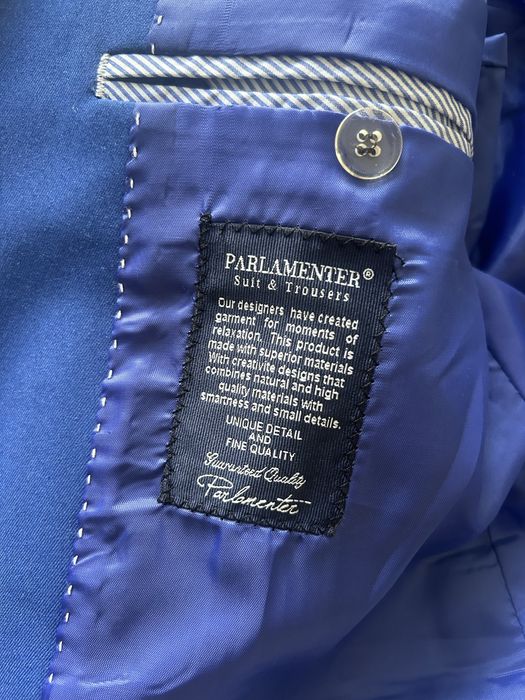 PARLAMENTER®
Suit & Trousers
Our designers have created
garment for moments of
relaxation. This product is
made with superior materials
With creativite designs that
combines natural and high
quality materials with
smartness and small details.
UNIQUE DETAIL
AND
FINE QUALITY
Guaranteed Quality
Parlamenter